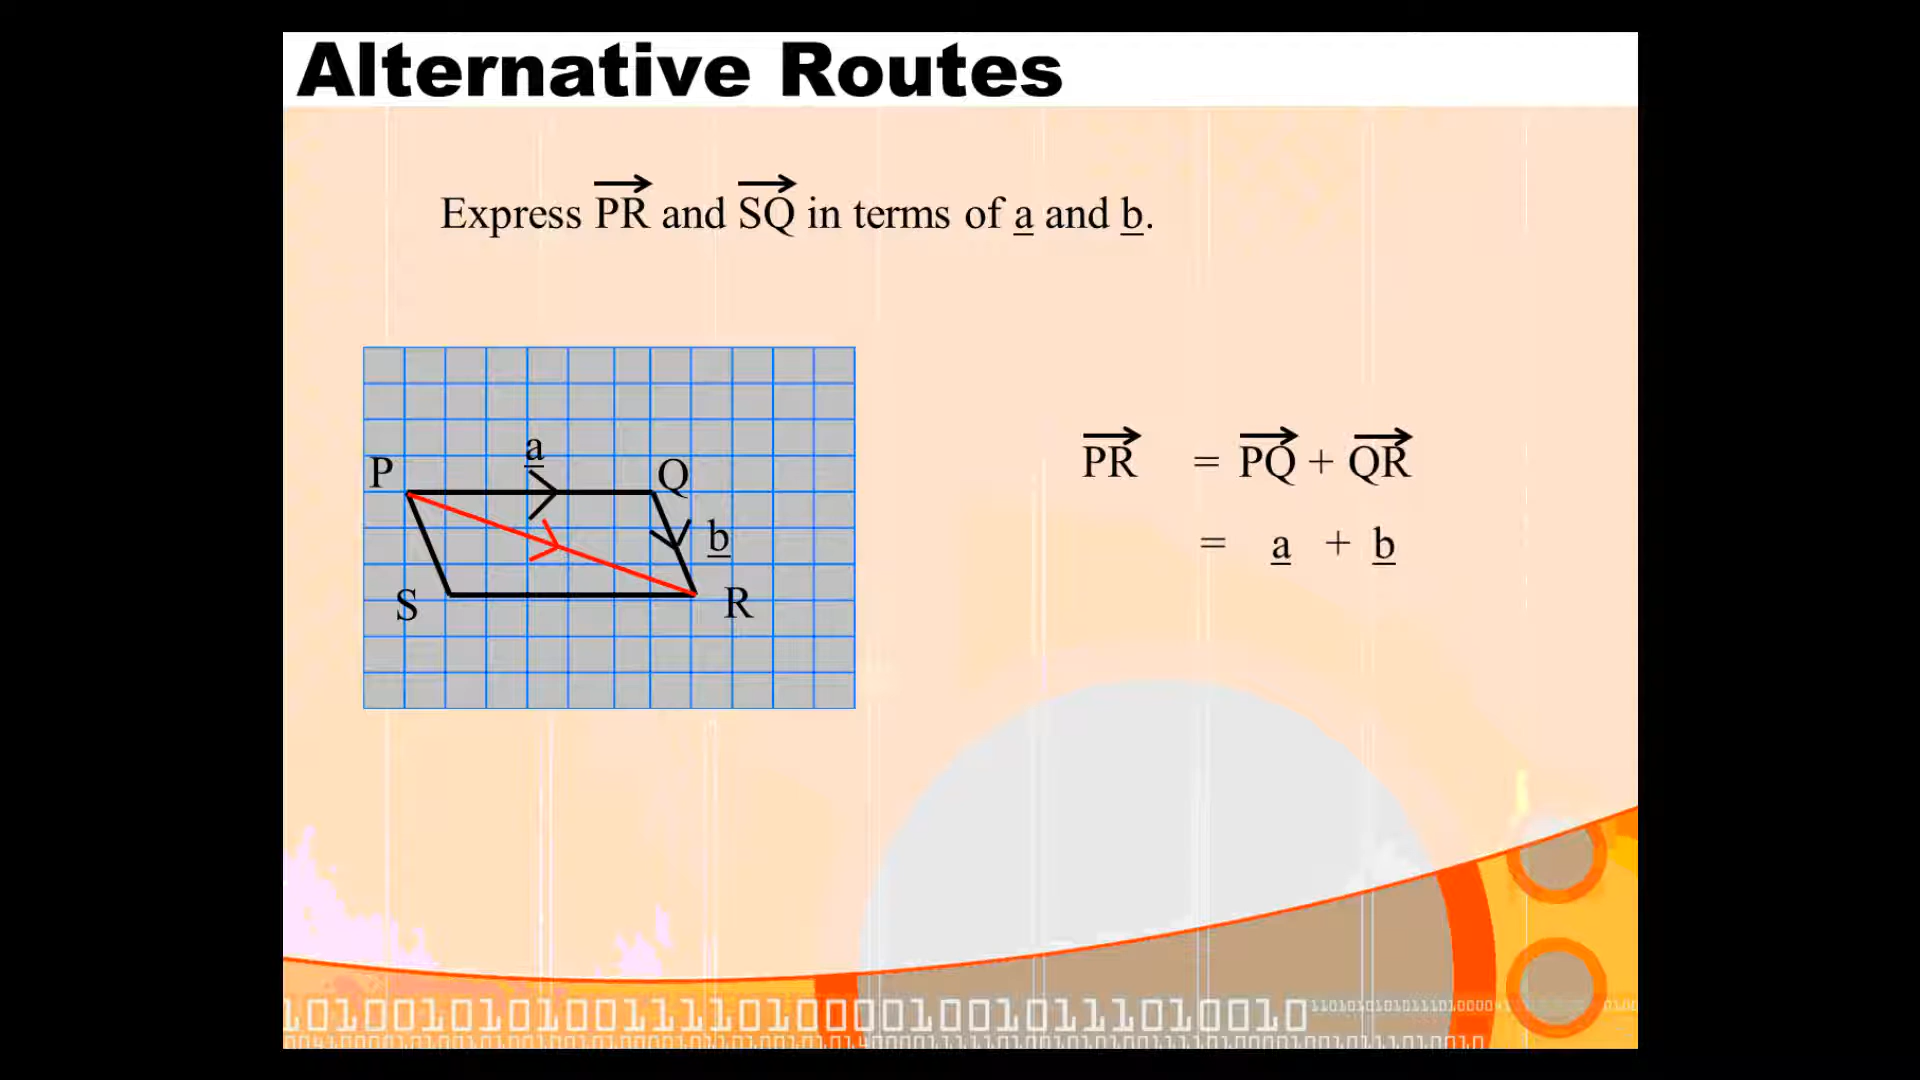 Alternative Routes
Express PR and SQ in terms of a and b.
a
P
Q
b
S
R
PR = PQ + QR
= a + b